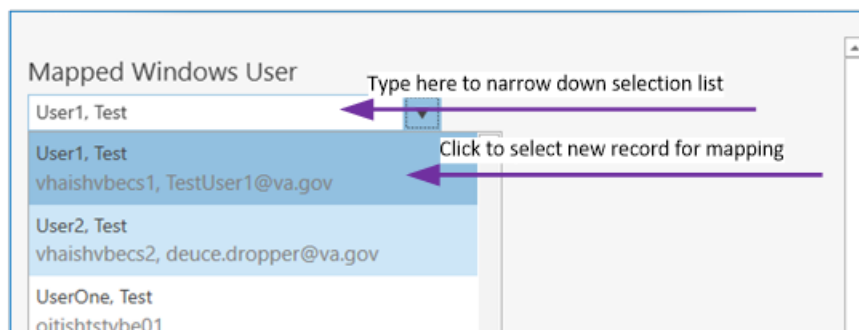 Mapped Windows User
Type here to narrow down selection list
User1, Test
User1, Test
Click to select new record for mapping
vhaishvbecs1, TestUser1@va.gov
User2, Test
vhaishvbecs2, deuce.dropper@va.gov
UserOne, Test
oitishtstvbe01